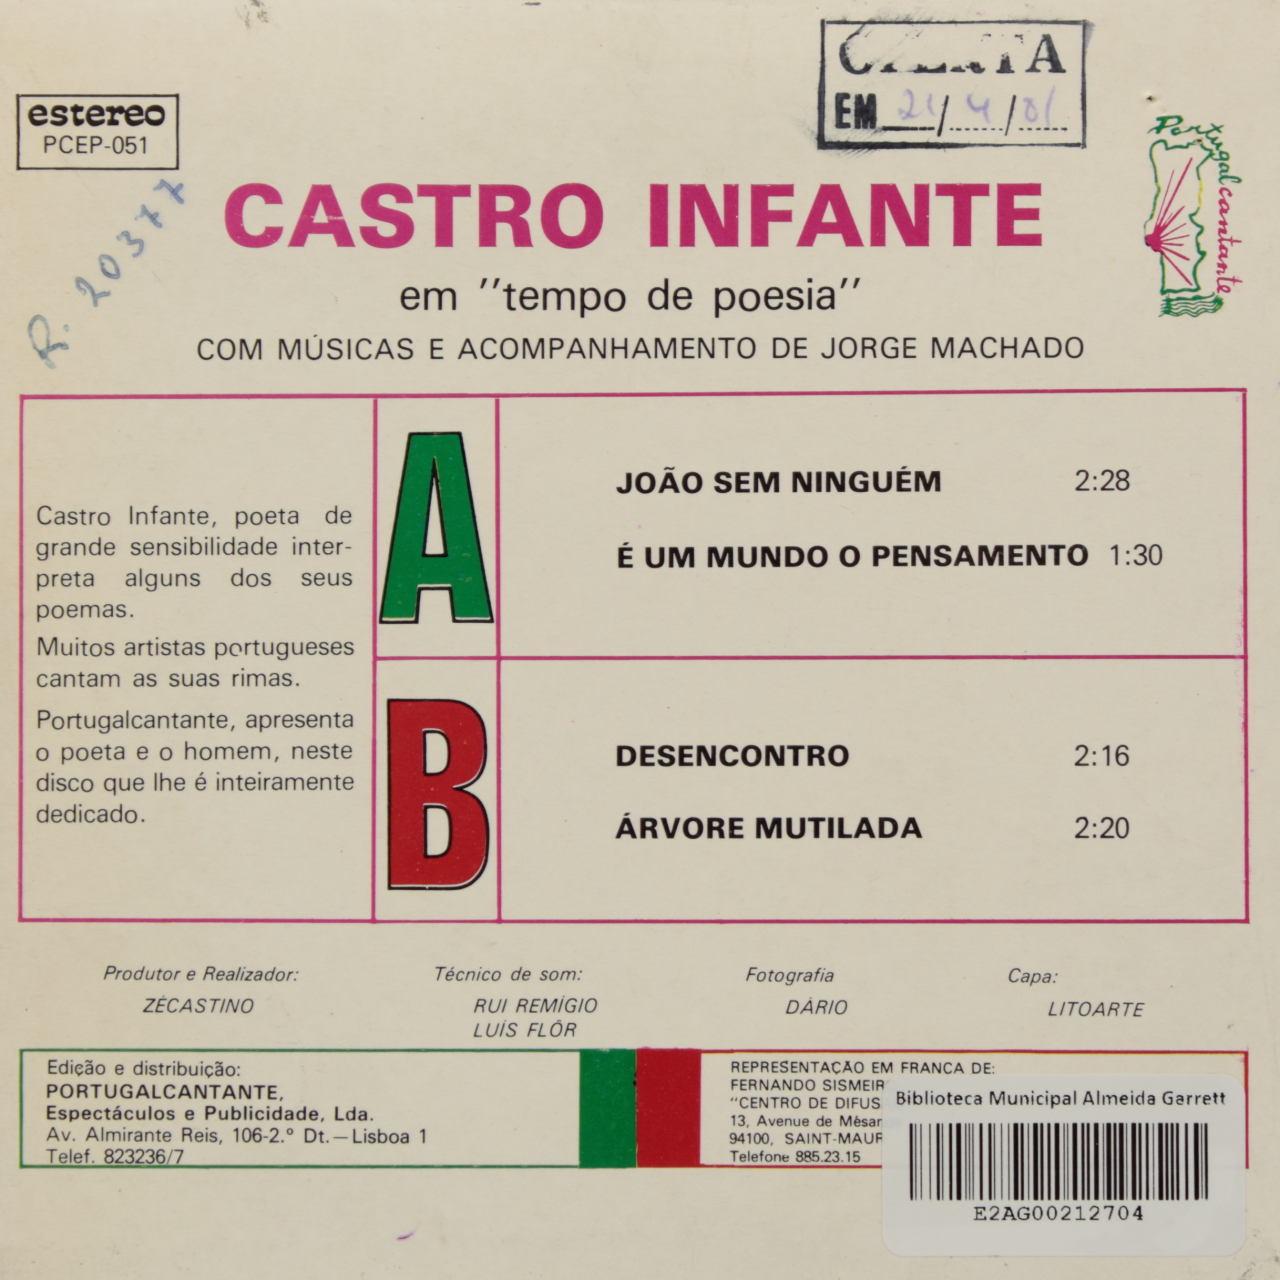 OFERTA
EM 21/4/81
estereo
PCEP-051
Portugalcantante
R. 20377
CASTRO INFANTE
em ''tempo de poesia''
COM MÚSICAS E ACOMPANHAMENTO DE JORGE MACHADO
Castro Infante, poeta de
grande sensibilidade inter-
preta alguns dos seus
poemas.
Muitos artistas portugueses
cantam as suas rimas.
Portugalcantante, apresenta
o poeta e o homem, neste
disco que lhe é inteiramente
dedicado.
A
JOÃO SEM NINGUÉM 2:28
É UM MUNDO O PENSAMENTO 1:30
B
DESENCONTRO 2:16
ÁRVORE MUTILADA 2:20
Produtor e Realizador:
ZÉCASTINO
Técnico de som:
RUI REMÍGIO
LUÍS FLÔR
Fotografia
DÁRIO
Capa:
LITOARTE
Edição e distribuição:
PORTUGALCANTANTE,
Espectáculos e Publicidade, Lda.
Av. Almirante Reis, 106-2.º Dt. — Lisboa 1
Telef. 823236/7
REPRESENTAÇÃO EM FRANCA DE:
FERNANDO SISMEIR
"CENTRO DE DIFUS
13, Avenue de Mèsan
94100, SAINT-MAUR
Telefone 885.23.15
Biblioteca Municipal Almeida Garrett
E2AG00212704